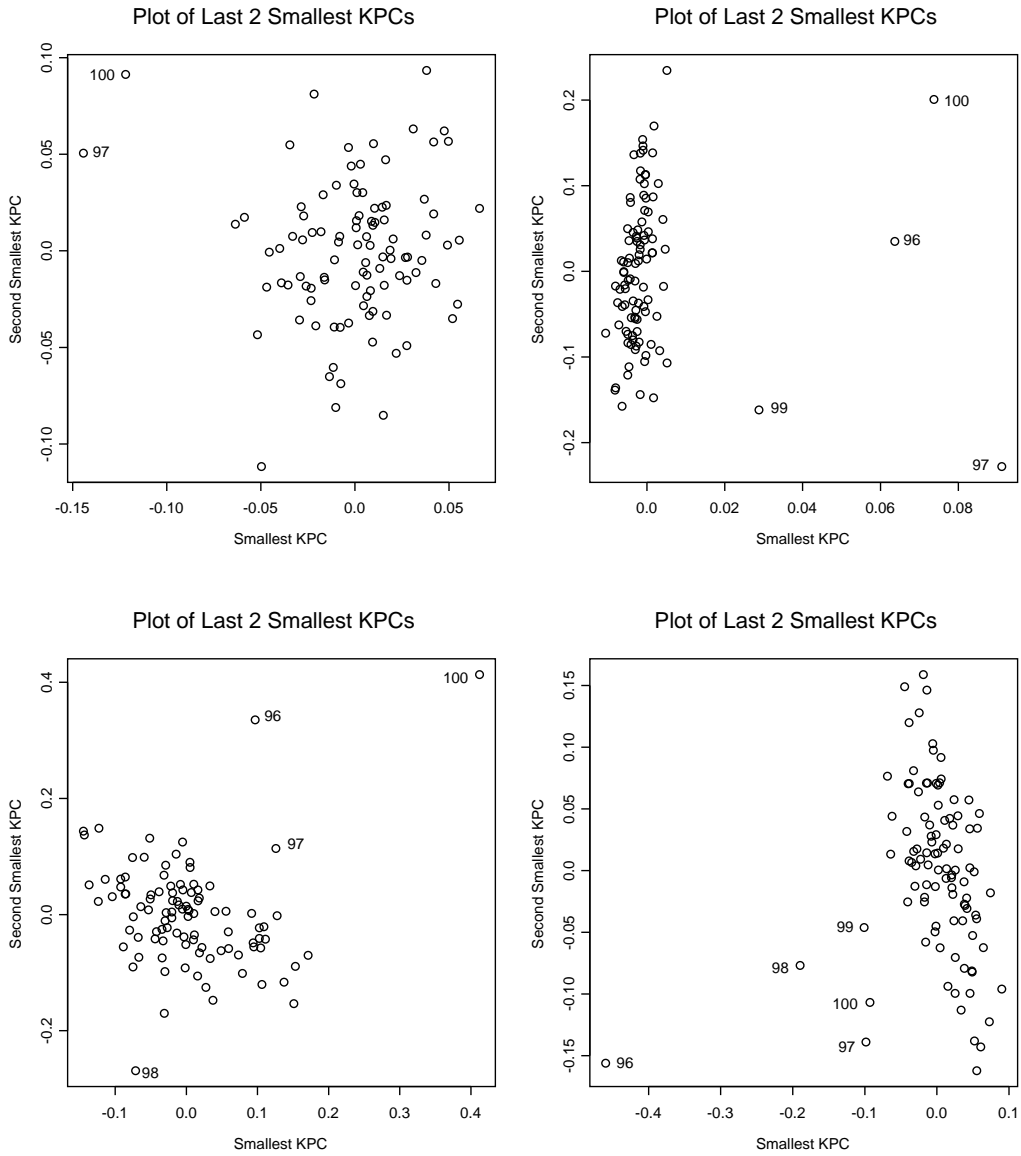 Plot of Last 2 Smallest KPCs
Second Smallest KPC
0.10
0.05
0.0
-0.05
-0.10
100
97
-0.15 -0.10 -0.05 0.0 0.05
Smallest KPC
Plot of Last 2 Smallest KPCs
Second Smallest KPC
0.2
0.1
0.0
-0.1
-0.2
100
96
99
97
0.0 0.02 0.04 0.06 0.08
Smallest KPC
Plot of Last 2 Smallest KPCs
Second Smallest KPC
0.4
0.2
0.0
-0.2
100
96
97
98
-0.1 0.0 0.1 0.2 0.3 0.4
Smallest KPC
Plot of Last 2 Smallest KPCs
Second Smallest KPC
0.15
0.10
0.05
0.0
-0.05
-0.10
-0.15
99
98
100
97
96
-0.4 -0.3 -0.2 -0.1 0.0 0.1
Smallest KPC